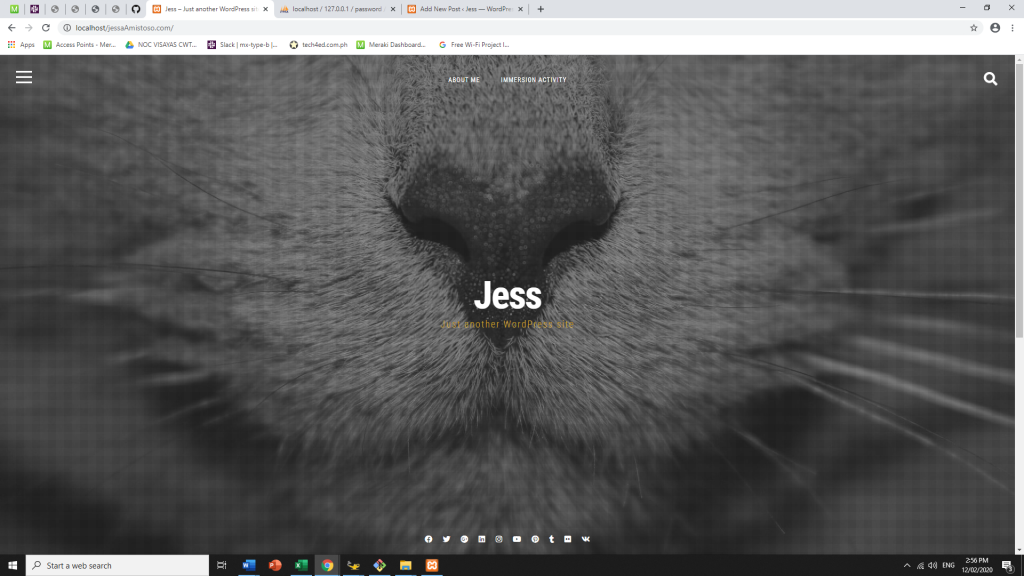 Jess – Just another WordPress si
localhost / 127.0.0.1 / password
Add New Post ‹ Jess — WordPre
localhost/jessaAmistoso.com/
Apps
Access Points - Mer...
NOC VISAYAS CWT...
Slack | mx-type-b |...
tech4ed.com.ph
Meraki Dashboard...
Free Wi-Fi Project I...
ABOUT ME
IMMERSION ACTIVITY
Jess
Just another WordPress site
Start a web search
ENG
2:56 PM
12/02/2020
3